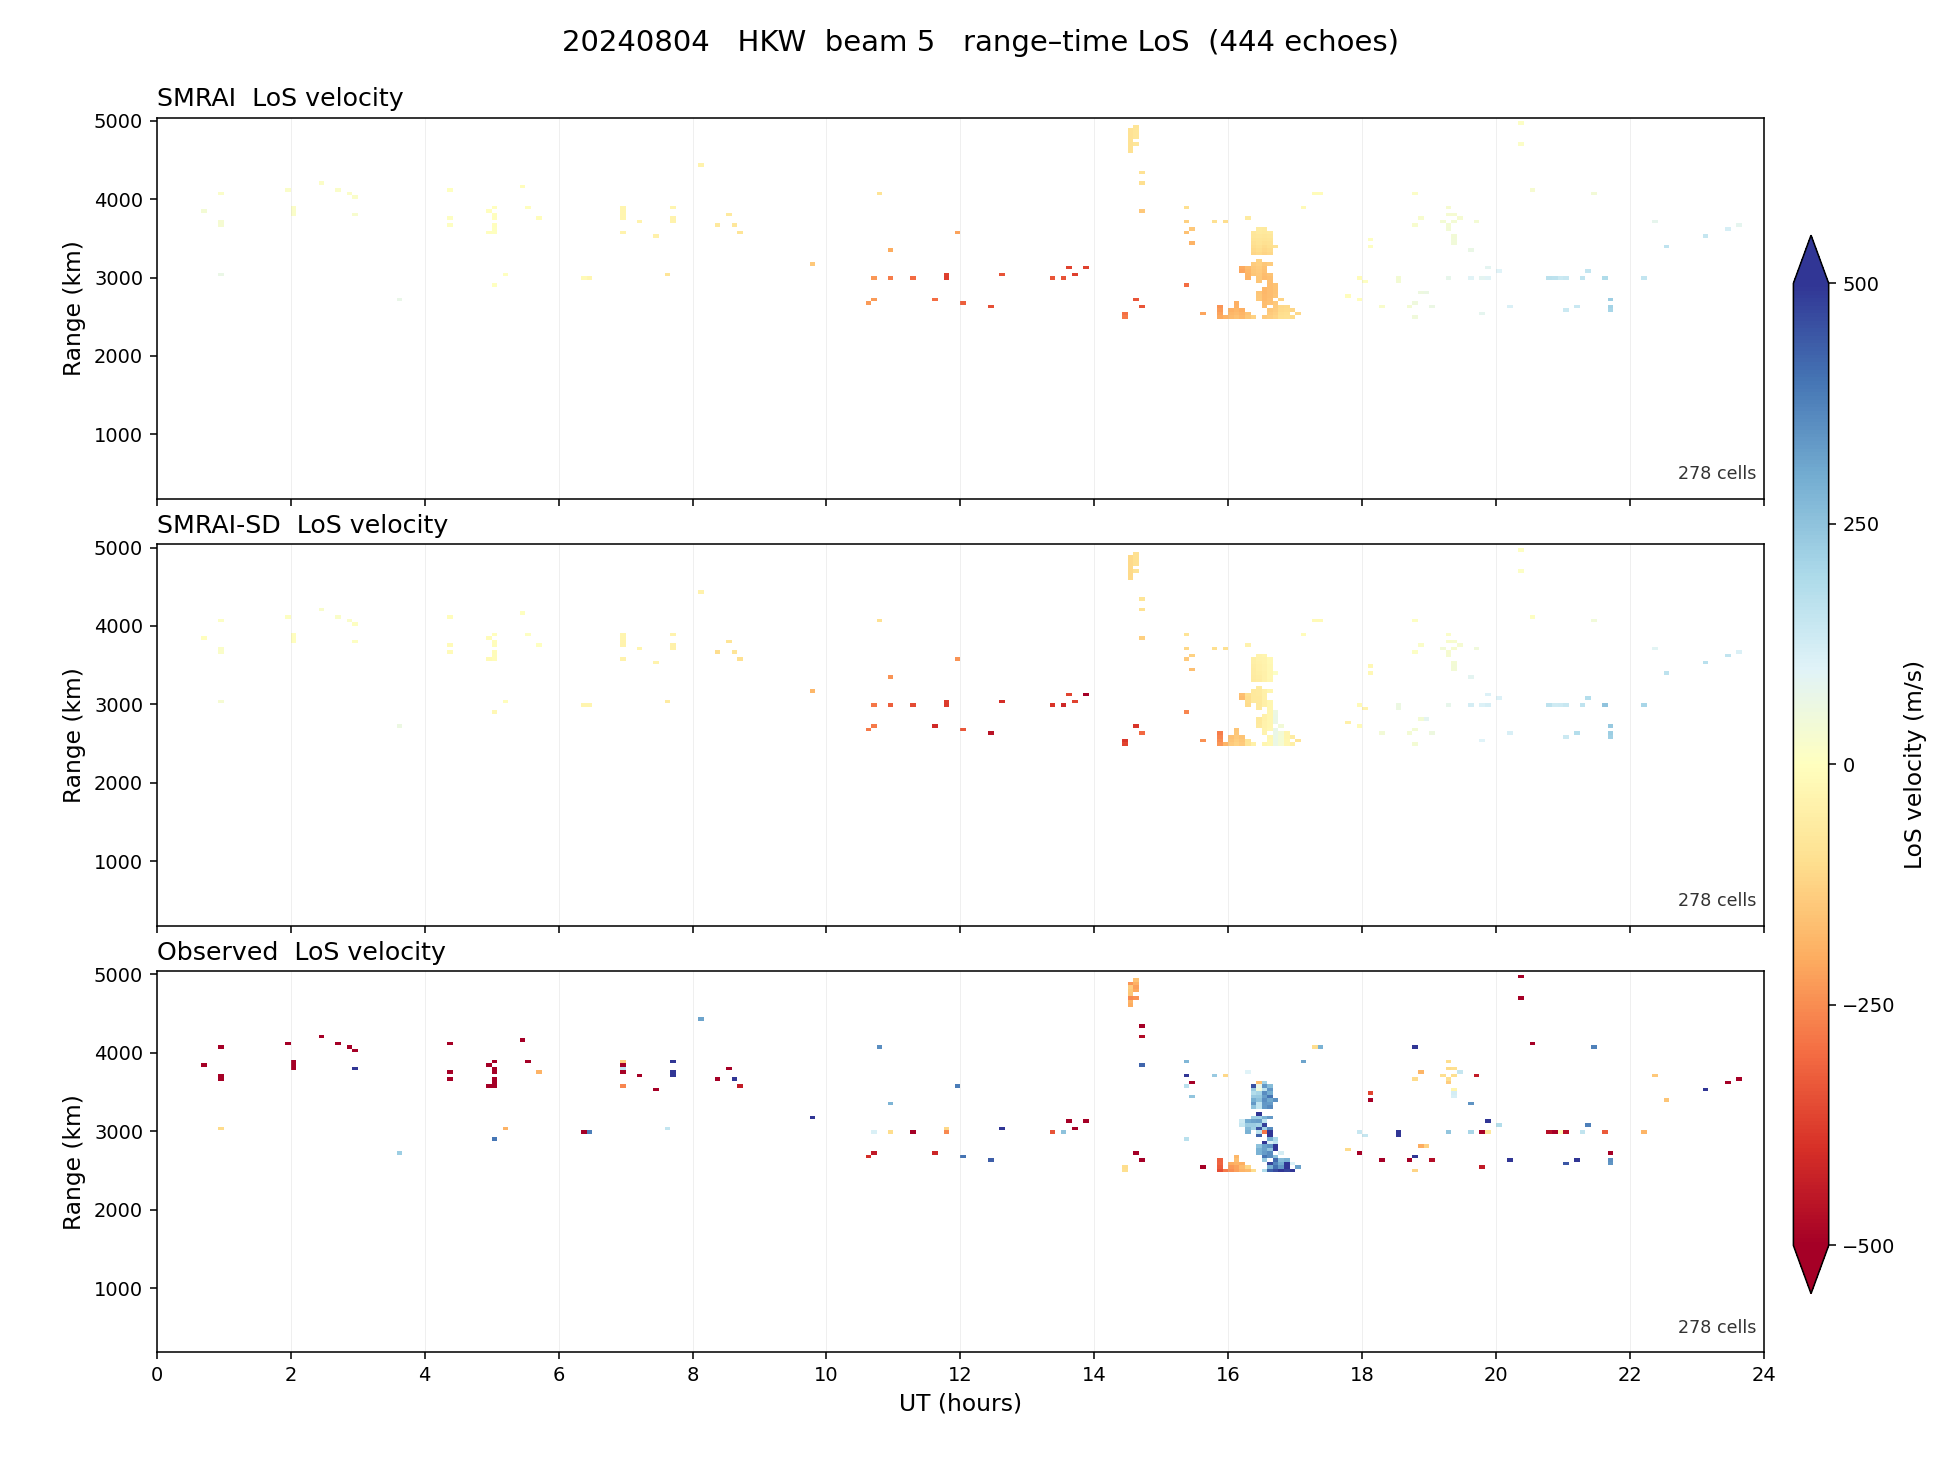 20240804   HKW  beam 5   range–time LoS  (444 echoes)
SMRAI  LoS velocity
5000
4000
3000
2000
1000
Range (km)
278 cells
SMRAI-SD  LoS velocity
5000
4000
3000
2000
1000
Range (km)
278 cells
Observed  LoS velocity
5000
4000
3000
2000
1000
Range (km)
278 cells
0 2 4 6 8 10 12 14 16 18 20 22 24
UT (hours)
500
250
0
−250
−500
LoS velocity (m/s)